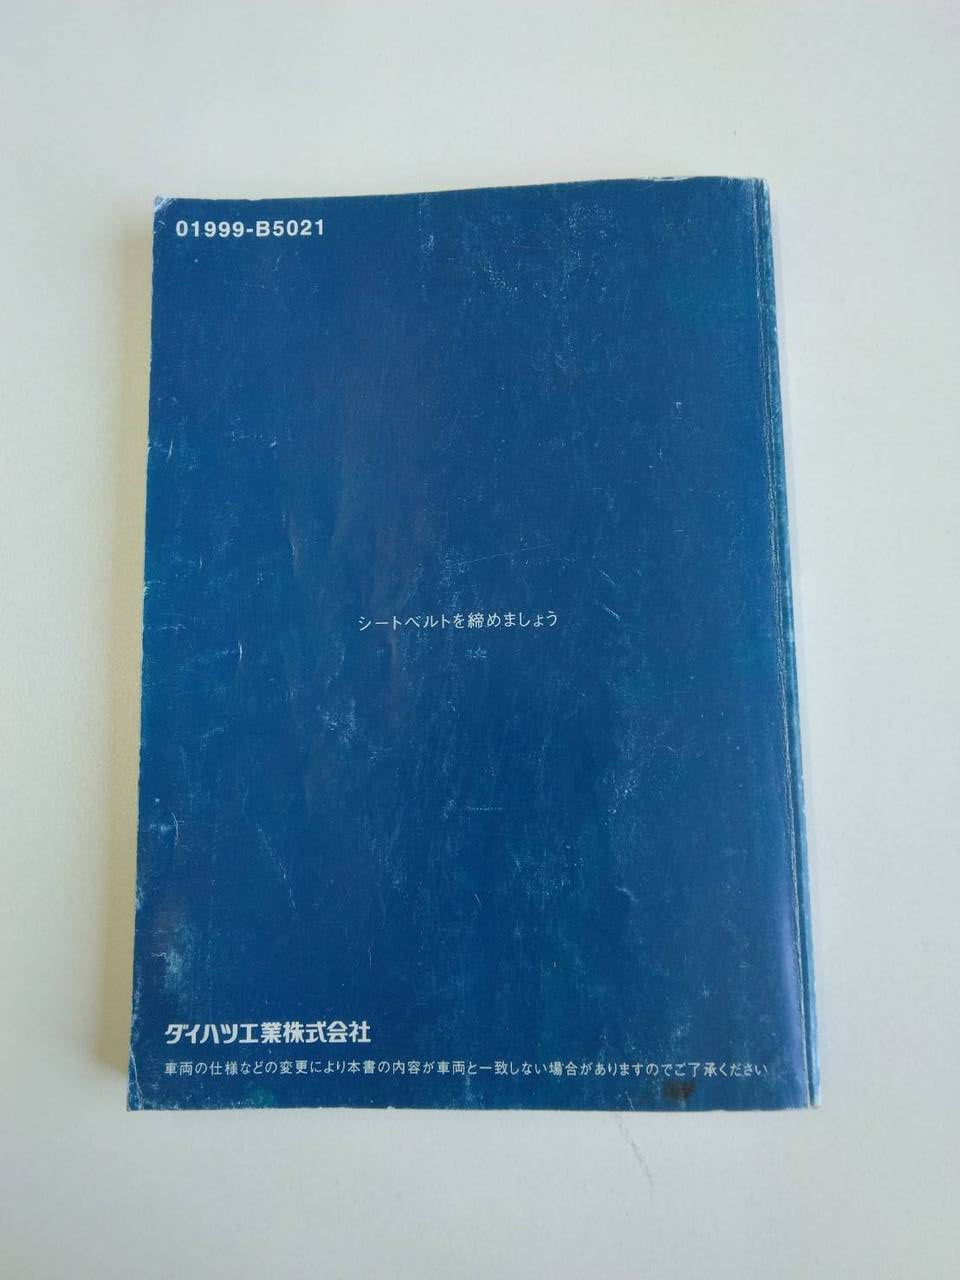 01999-B5021
シートベルトを締めましょう
ダイハツ工業株式会社
車両の仕様などの変更により本書の内容が車両と一致しない場合がありますのでご了承ください